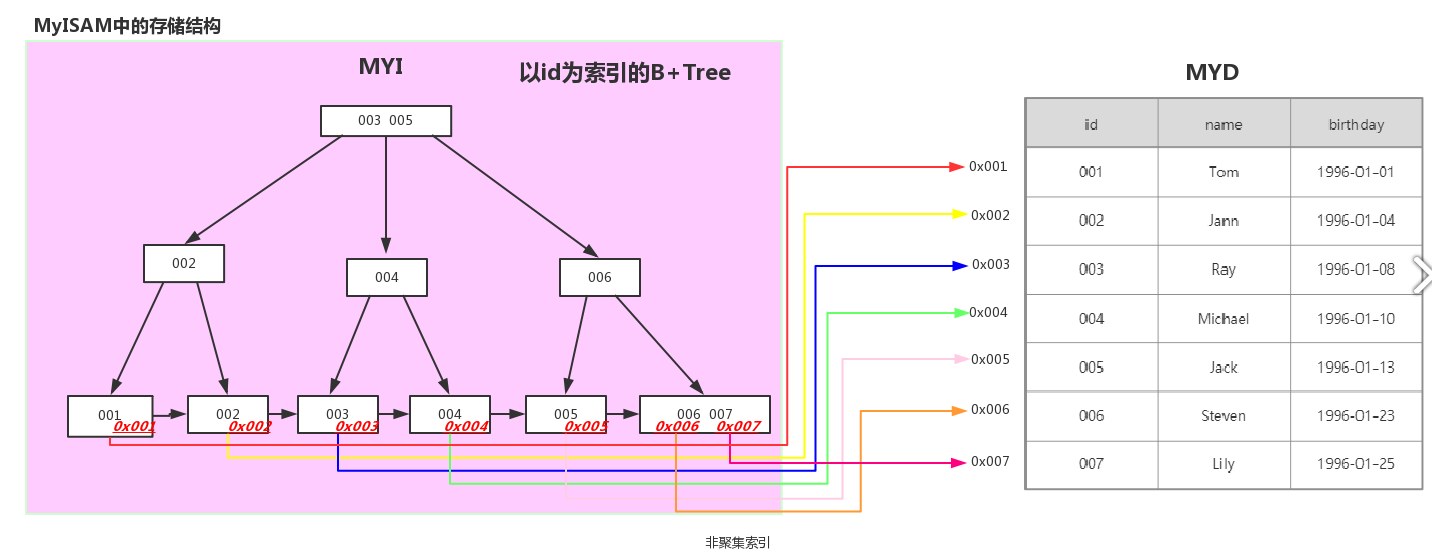 MyISAM中的存储结构
MYI
以id为索引的B+Tree
MYD
003 005
002
004
006
001
0x001
002
0x002
003
0x003
004
0x004
005
0x005
006 007
0x006 0x007
0x001
0x002
0x003
0x004
0x005
0x006
0x007
iid name birthday
001 Tom 1996-01-01
002 Jann 1996-01-04
003 Ray 1996-01-08
004 Michael 1996-01-10
005 Jack 1996-01-13
006 Steven 1996-01-23
007 Lily 1996-01-25
非聚集索引